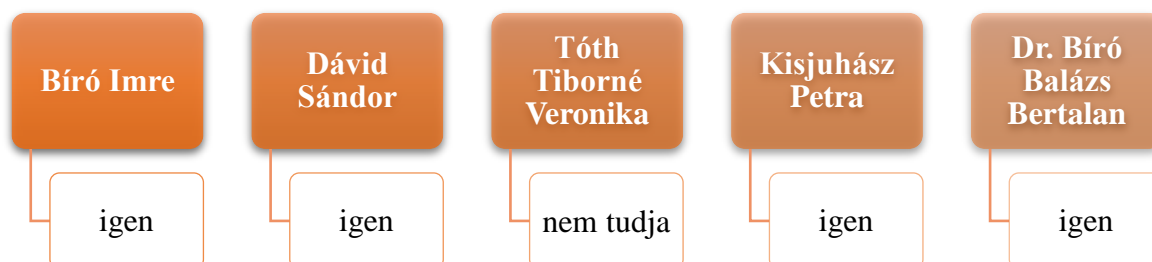 Bíró Imre
igen
Dávid
Sándor
igen
Tóth
Tiborné
Veronika
nem tudja
Kisjuhász
Petra
igen
Dr. Bíró
Balázs
Bertalan
igen